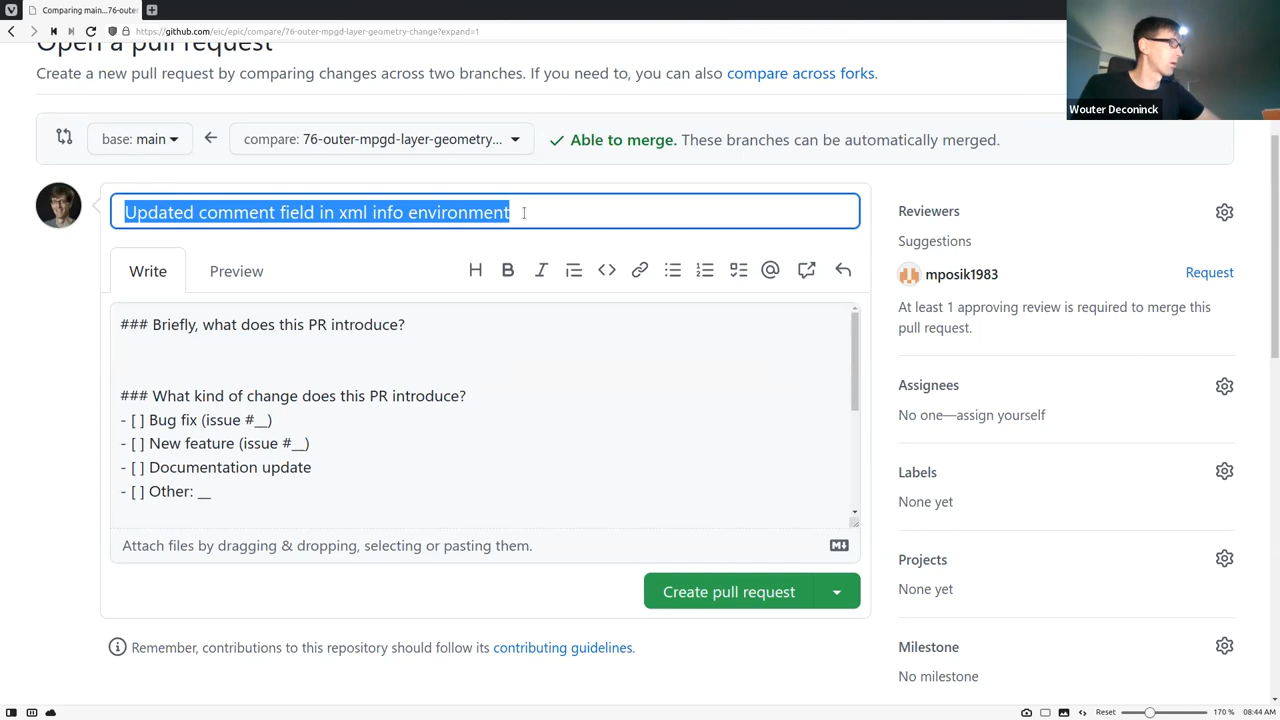 Comparing main...76-outer
https://github.com/eic/epic/compare/76-outer-mpgd-layer-geometry-change?expand=1
Open a pull request
Create a new pull request by comparing changes across two branches. If you need to, you can also compare across forks.
base: main
compare: 76-outer-mpgd-layer-geometry...
Able to merge. These branches can be automatically merged.
Wouter Deconinck
Updated comment field in xml info environment
Write
Preview
### Briefly, what does this PR introduce?
### What kind of change does this PR introduce?
- [ ] Bug fix (issue #__)
- [ ] New feature (issue #__)
- [ ] Documentation update
- [ ] Other: __
Attach files by dragging & dropping, selecting or pasting them.
Create pull request
Remember, contributions to this repository should follow its contributing guidelines.
Reviewers
Suggestions
mposik1983
Request
At least 1 approving review is required to merge this
pull request.
Assignees
No one—assign yourself
Labels
None yet
Projects
None yet
Milestone
No milestone
Reset
170 %
08:44 AM